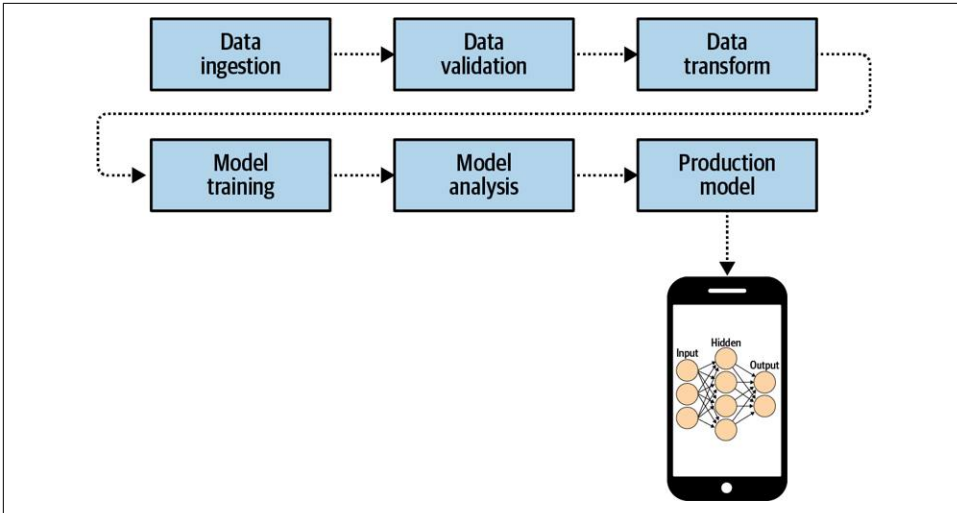 Data
ingestion
Data
validation
Data
transform
Model
training
Model
analysis
Production
model
Input
Hidden
Output